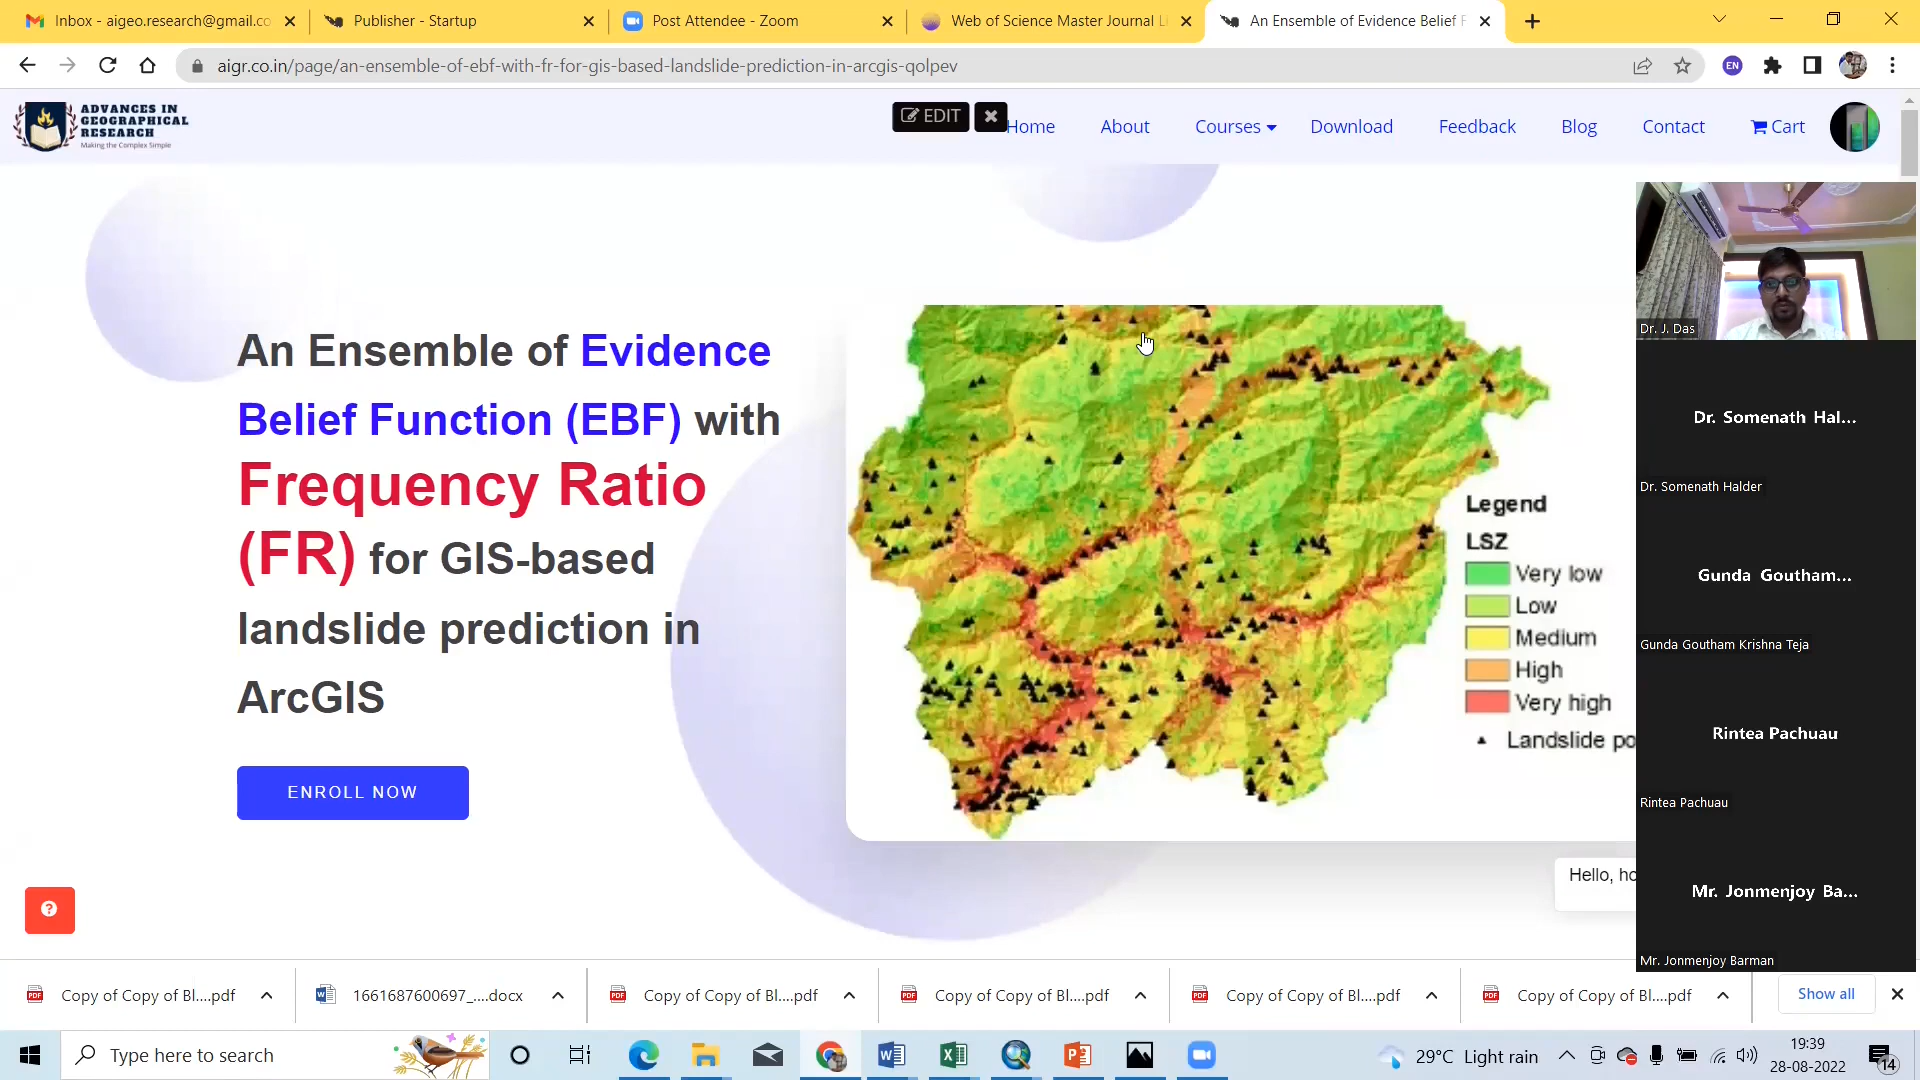 Inbox - aigeo.research@gmail.co
Publisher - Startup
Post Attendee - Zoom
Web of Science Master Journal Li
An Ensemble of Evidence Belief F
aigr.co.in/page/an-ensemble-of-ebf-with-fr-for-gis-based-landslide-prediction-in-arcgis-qolpev
EN
ADVANCES IN
GEOGRAPHICAL
RESEARCH
Making the Complex Simple
EDIT
Home
About
Courses
Download
Feedback
Blog
Contact
Cart
An Ensemble of Evidence
Belief Function (EBF) with
Frequency Ratio
(FR) for GIS-based
landslide prediction in
ArcGIS
ENROLL NOW
Legend
LSZ
Very low
Low
Medium
High
Very high
Landslide po
Hello, ho
Dr. J. Das
Dr. Somenath Hal...
Dr. Somenath Halder
Gunda Goutham...
Gunda Goutham Krishna Teja
Rintea Pachuau
Rintea Pachuau
Mr. Jonmenjoy Ba...
Mr. Jonmenjoy Barman
Copy of Copy of Bl....pdf
1661687600697_....docx
Copy of Copy of Bl....pdf
Copy of Copy of Bl....pdf
Copy of Copy of Bl....pdf
Copy of Copy of Bl....pdf
Show all
Type here to search
29°C Light rain
19:39
28-08-2022
14